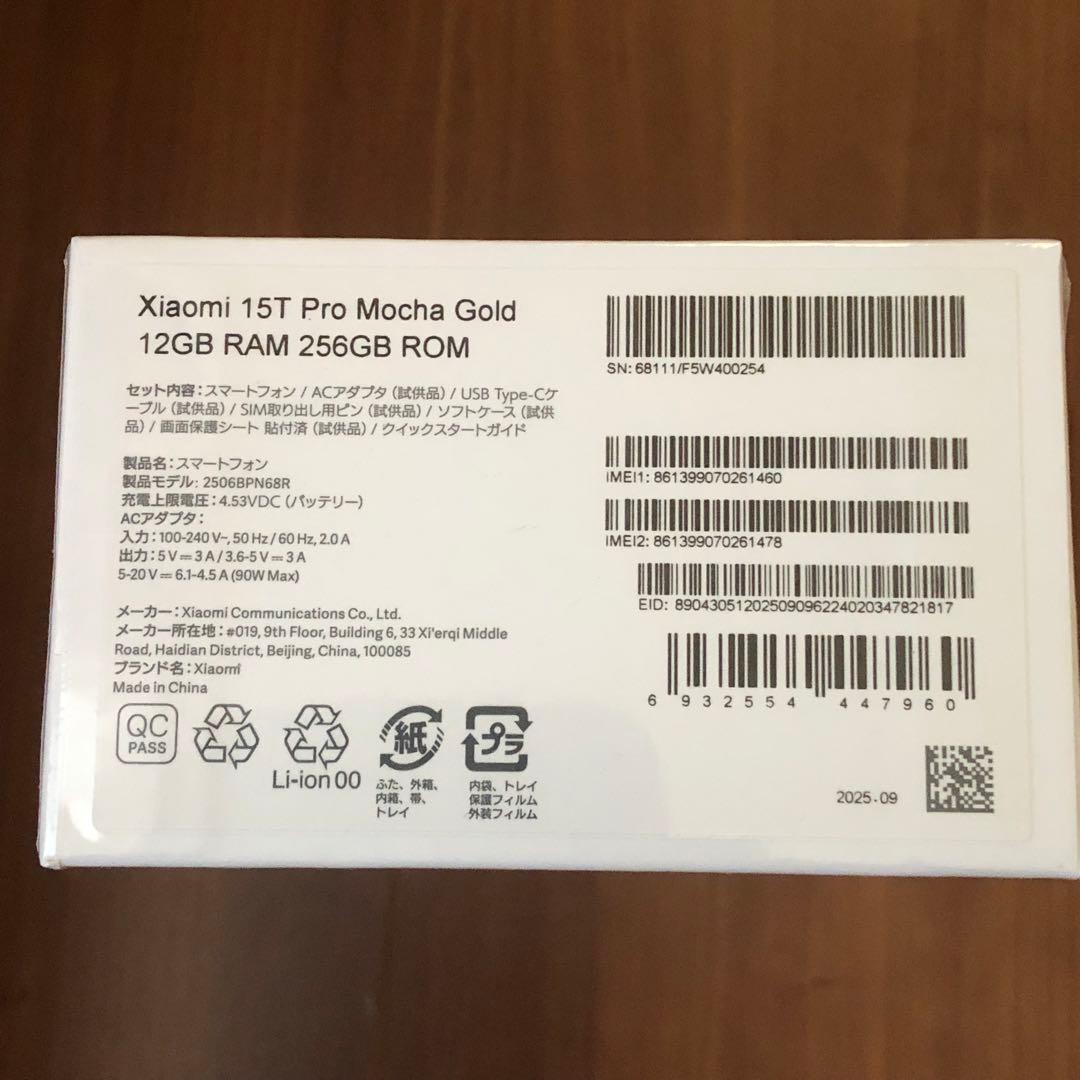 Xiaomi 15T Pro Mocha Gold
12GB RAM 256GB ROM
セット内容：スマートフォン / ACアダプタ（試供品）/ USB Type-Cケ
ーブル（試供品）/ SIM取り出し用ピン（試供品）/ ソフトケース（試供
品）/ 画面保護シート 貼付済（試供品）/ クイックスタートガイド
製品名：スマートフォン
製品モデル: 2506BPN68R
充電上限電圧：4.53VDC（バッテリー）
ACアダプタ：
入力：100-240 V~, 50 Hz / 60 Hz, 2.0 A
出力：5 V⎓3 A / 3.6-5 V⎓3 A
5-20 V⎓6.1-4.5 A (90W Max)
メーカー：Xiaomi Communications Co., Ltd.
メーカー所在地：#019, 9th Floor, Building 6, 33 Xi'erqi Middle
Road, Haidian District, Beijing, China, 100085
ブランド名：Xiaomi
Made in China
QC
PASS
Li-ion 00
紙
ふた、外箱、
内箱、帯、
トレイ
プラ
内袋、トレイ
保護フィルム
外装フィルム
SN: 68111/F5W400254
IMEI1: 861399070261460
IMEI2: 861399070261478
EID: 89043051202509096224020347821817
6 932554 447960
2025.09